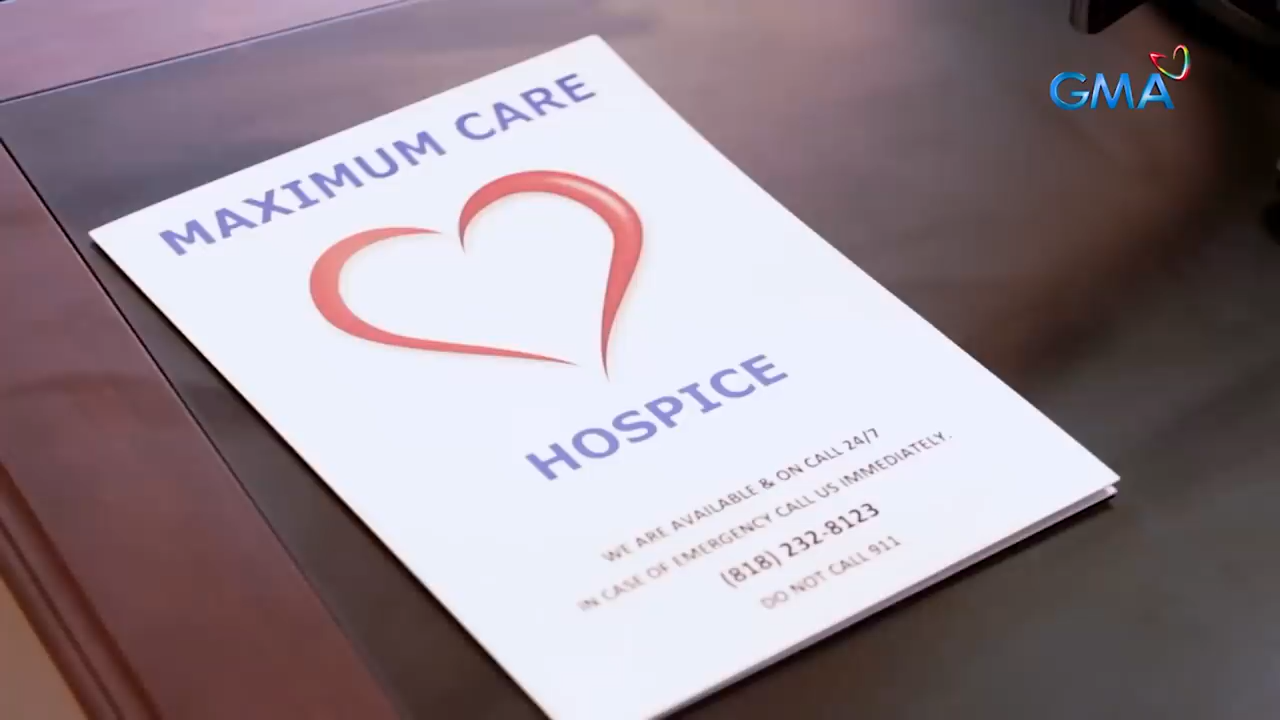 GMA
MAXIMUM CARE
HOSPICE
WE ARE AVAILABLE & ON CALL 24/7
IN CASE OF EMERGENCY CALL US IMMEDIATELY.
(818) 232-8123
DO NOT CALL 911